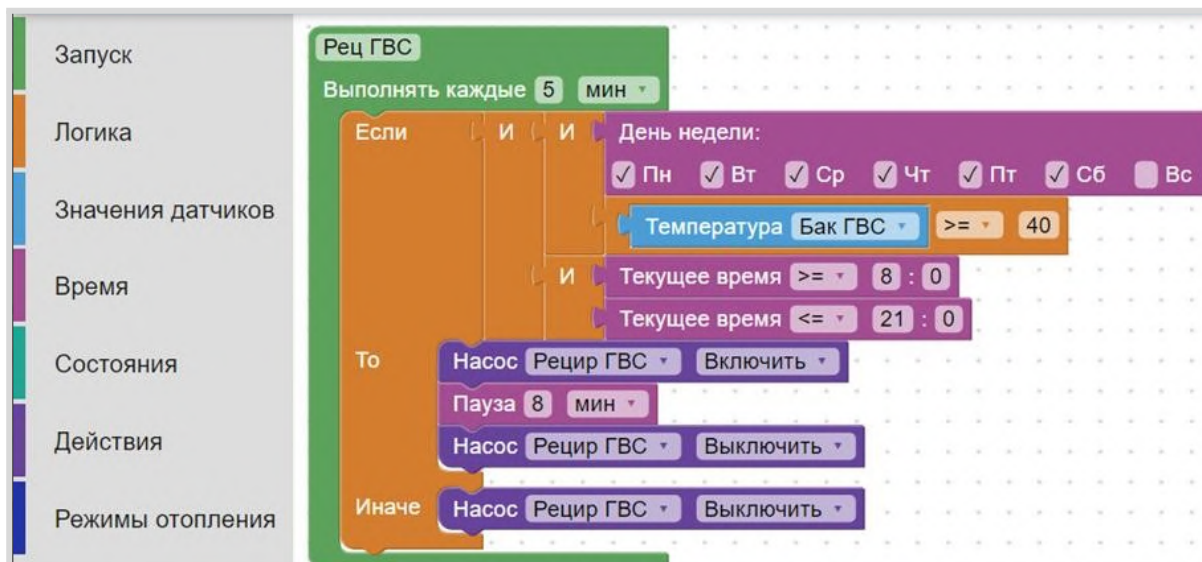 Запуск
Логика
Значения датчиков
Время
Состояния
Действия
Режимы отопления
Рец ГВС
Выполнять каждые 5 мин
Если И И День недели:
✓ Пн ✓ Вт ✓ Ср ✓ Чт ✓ Пт ✓ Сб Вс
Температура Бак ГВС >= 40
И Текущее время >= 8 : 0
Текущее время <= 21 : 0
То Насос Рецир ГВС Включить
Пауза 8 мин
Насос Рецир ГВС Выключить
Иначе Насос Рецир ГВС Выключить